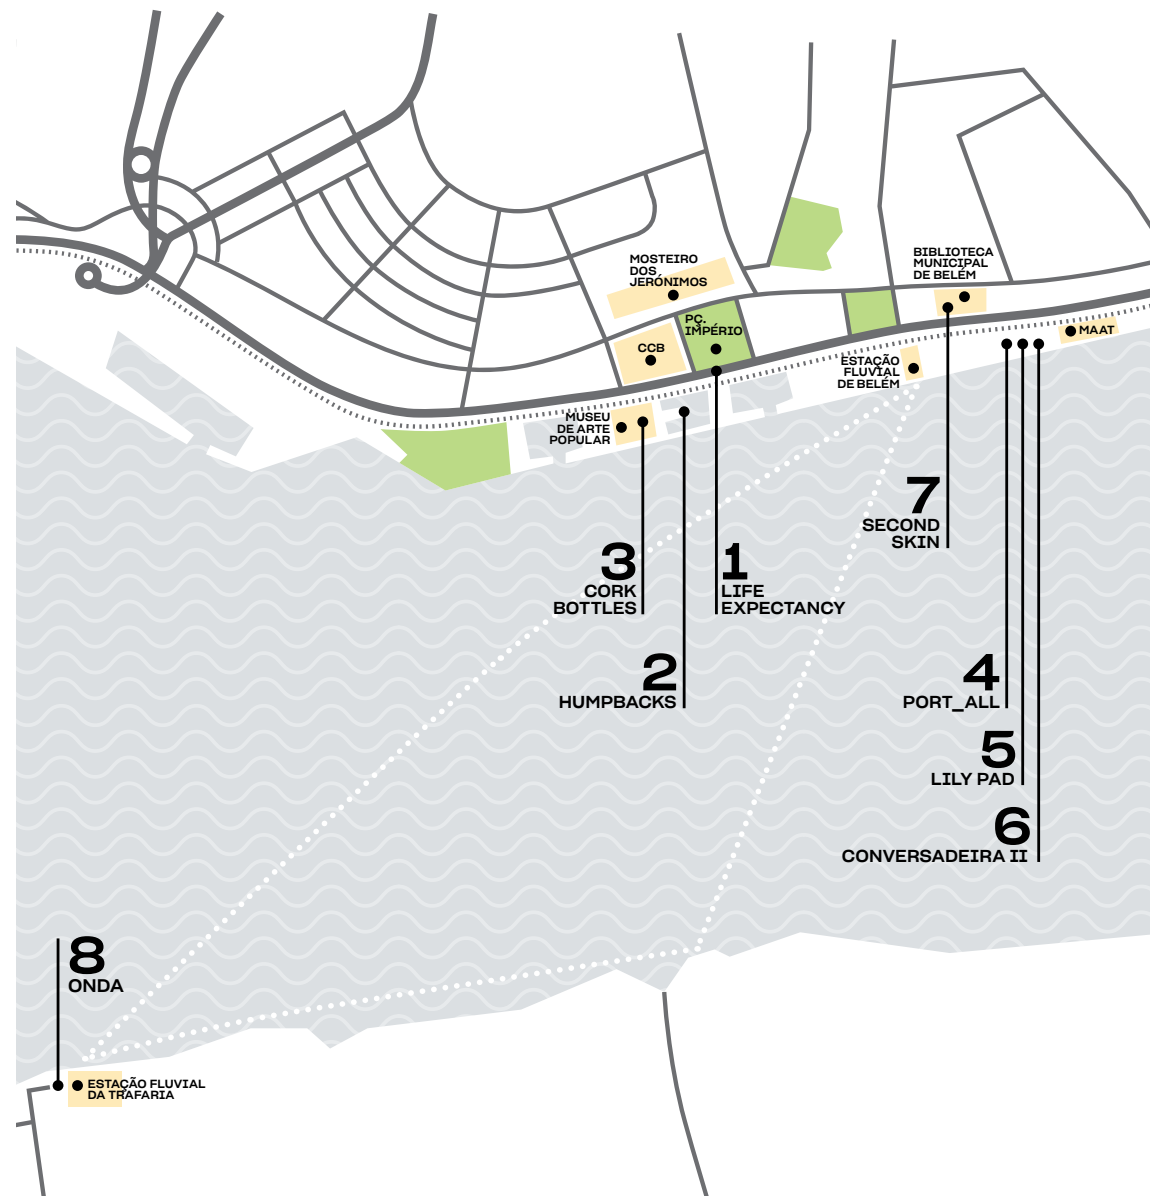 MOSTEIRO
DOS
JERÓNIMOS
BIBLIOTECA
MUNICIPAL
DE BELÉM
PÇ.
IMPÉRIO
MAAT
CCB
ESTAÇÃO
FLUVIAL
DE BELÉM
MUSEU
DE ARTE
POPULAR
7
SECOND
SKIN
3
CORK
BOTTLES
1
LIFE
EXPECTANCY
2
HUMPBACKS
4
PORT_ALL
5
LILY PAD
6
CONVERSADEIRA II
8
ONDA
ESTAÇÃO FLUVIAL
DA TRAFARIA